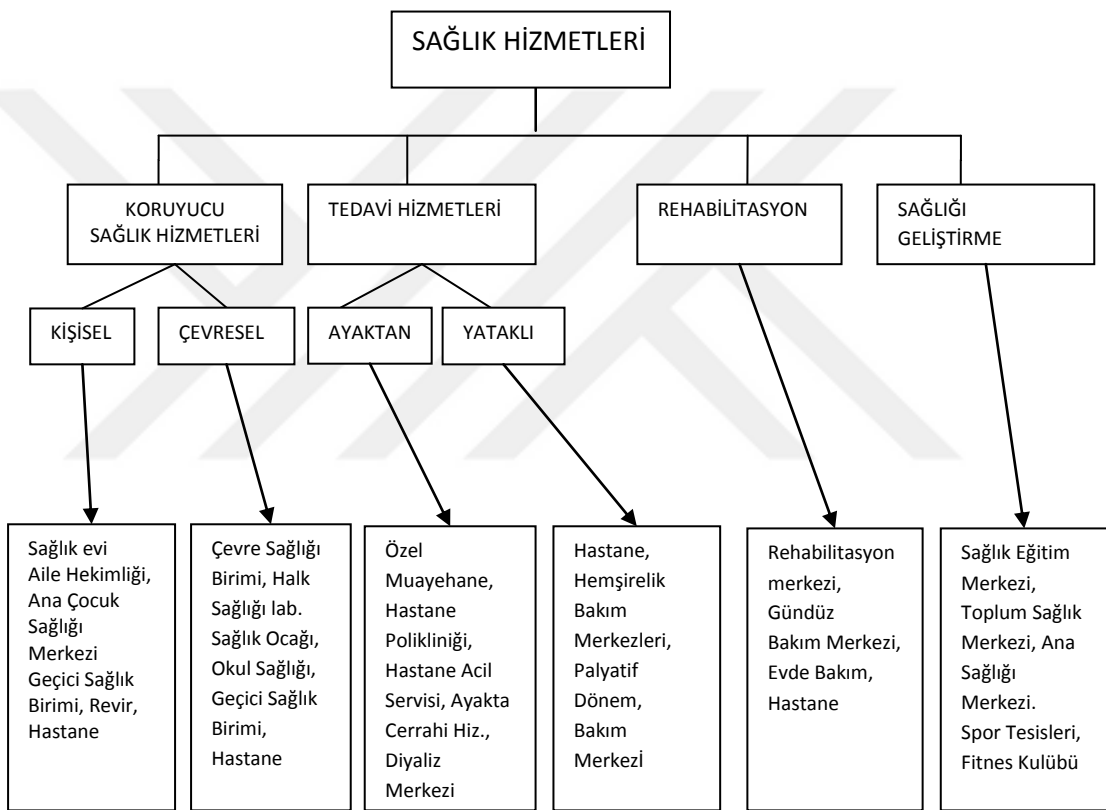 SAĞLIK HİZMETLERİ
KORUYUCU
SAĞLIK HİZMETLERİ
TEDAVİ HİZMETLERİ
REHABİLİTASYON
SAĞLIĞI
GELİŞTİRME
KİŞİSEL
ÇEVRESEL
AYAKTAN
YATAKLI
Sağlık evi
Aile Hekimliği,
Ana Çocuk
Sağlığı
Merkezi
Geçici Sağlık
Birimi, Revir,
Hastane
Çevre Sağlığı
Birimi, Halk
Sağlığı lab.
Sağlık Ocağı,
Okul Sağlığı,
Geçici Sağlık
Birimi,
Hastane
Özel
Muayehane,
Hastane
Polikliniği,
Hastane Acil
Servisi, Ayakta
Cerrahi Hiz.,
Diyaliz
Merkezi
Hastane,
Hemşirelik
Bakım
Merkezleri,
Palyatif
Dönem,
Bakım
Merkezİ
Rehabilitasyon
merkezi,
Gündüz
Bakım Merkezi,
Evde Bakım,
Hastane
Sağlık Eğitim
Merkezi,
Toplum Sağlık
Merkezi, Ana
Sağlığı
Merkezi.
Spor Tesisleri,
Fitnes Kulübü